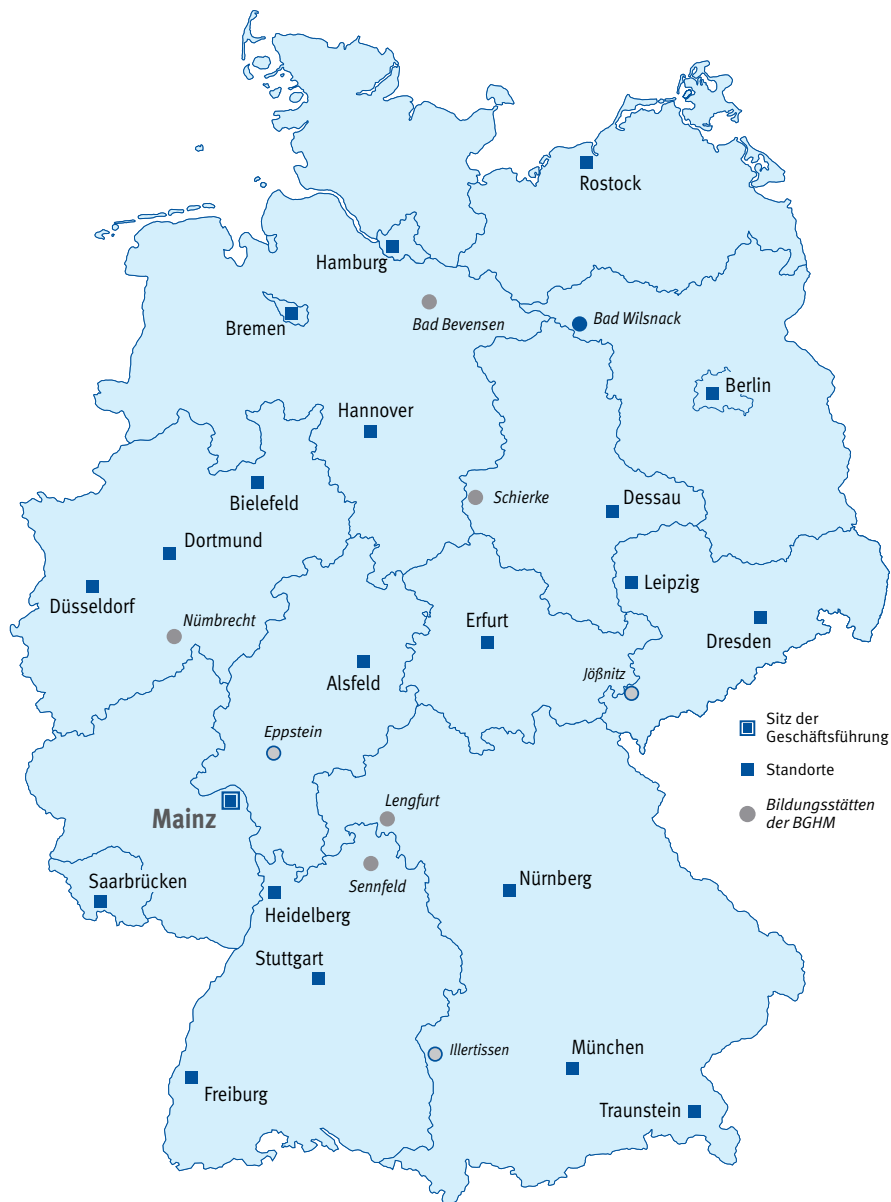 Rostock
Hamburg
Bad Bevensen
Bad Wilsnack
Bremen
Berlin
Hannover
Bielefeld
Schierke
Dessau
Dortmund
Leipzig
Düsseldorf
Nümbrecht
Erfurt
Dresden
Alsfeld
Jößnitz
Eppstein
Sitz der
Geschäftsführung
Standorte
Lengfurt
Bildungsstätten
der BGHM
Mainz
Sennfeld
Saarbrücken
Nürnberg
Heidelberg
Stuttgart
Illertissen
München
Freiburg
Traunstein